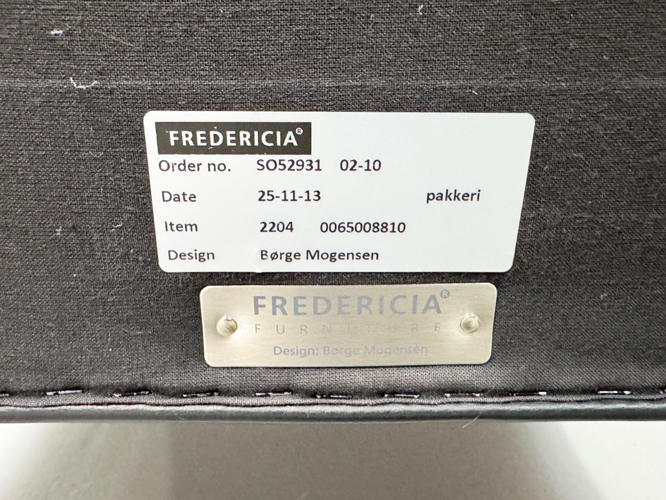 FREDERICIA®
Order no. SO52931 02-10
Date 25-11-13 pakkeri
Item 2204 0065008810
Design Børge Mogensen
FREDERICIA®
FURNITURE
Design: Børge Mogensen